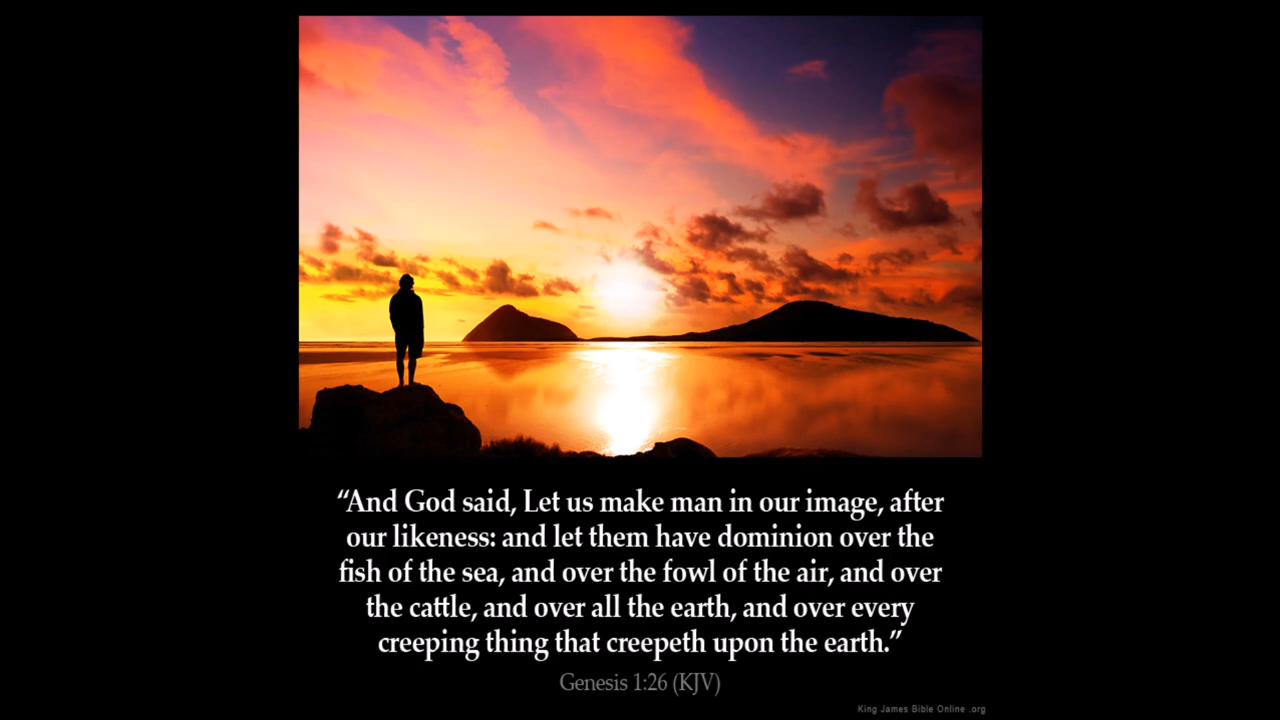 “And God said, Let us make man in our image, after
our likeness: and let them have dominion over the
fish of the sea, and over the fowl of the air, and over
the cattle, and over all the earth, and over every
creeping thing that creepeth upon the earth.”
Genesis 1:26 (KJV)
King James Bible Online .org